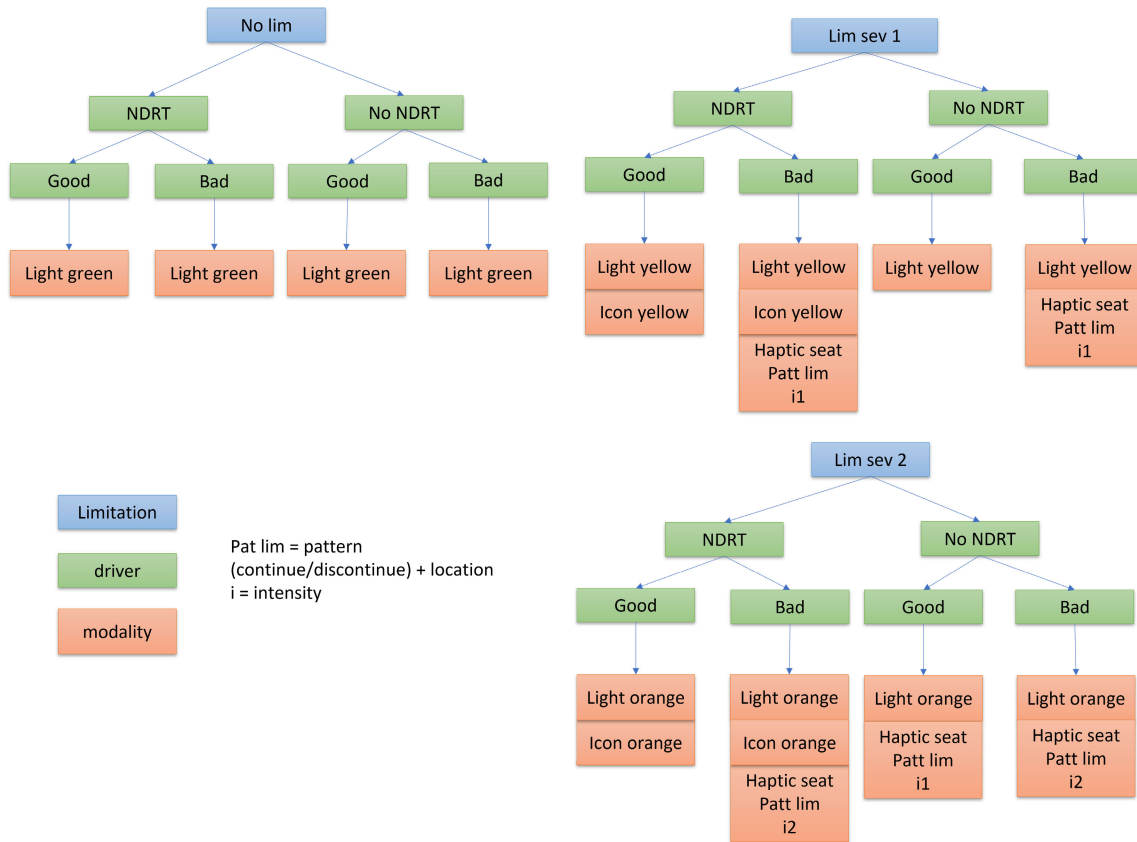 No lim
NDRT
No NDRT
Good
Bad
Good
Bad
Light green
Light green
Light green
Light green
Lim sev 1
NDRT
No NDRT
Good
Bad
Good
Bad
Light yellow
Icon yellow
Light yellow
Icon yellow
Haptic seat
Patt lim
i1
Light yellow
Light yellow
Haptic seat
Patt lim
i1
Limitation
driver
modality
Pat lim = pattern
(continue/discontinue) + location
i = intensity
Lim sev 2
NDRT
No NDRT
Good
Bad
Good
Bad
Light orange
Icon orange
Light orange
Icon orange
Haptic seat
Patt lim
i2
Light orange
Haptic seat
Patt lim
i1
Light orange
Haptic seat
Patt lim
i2